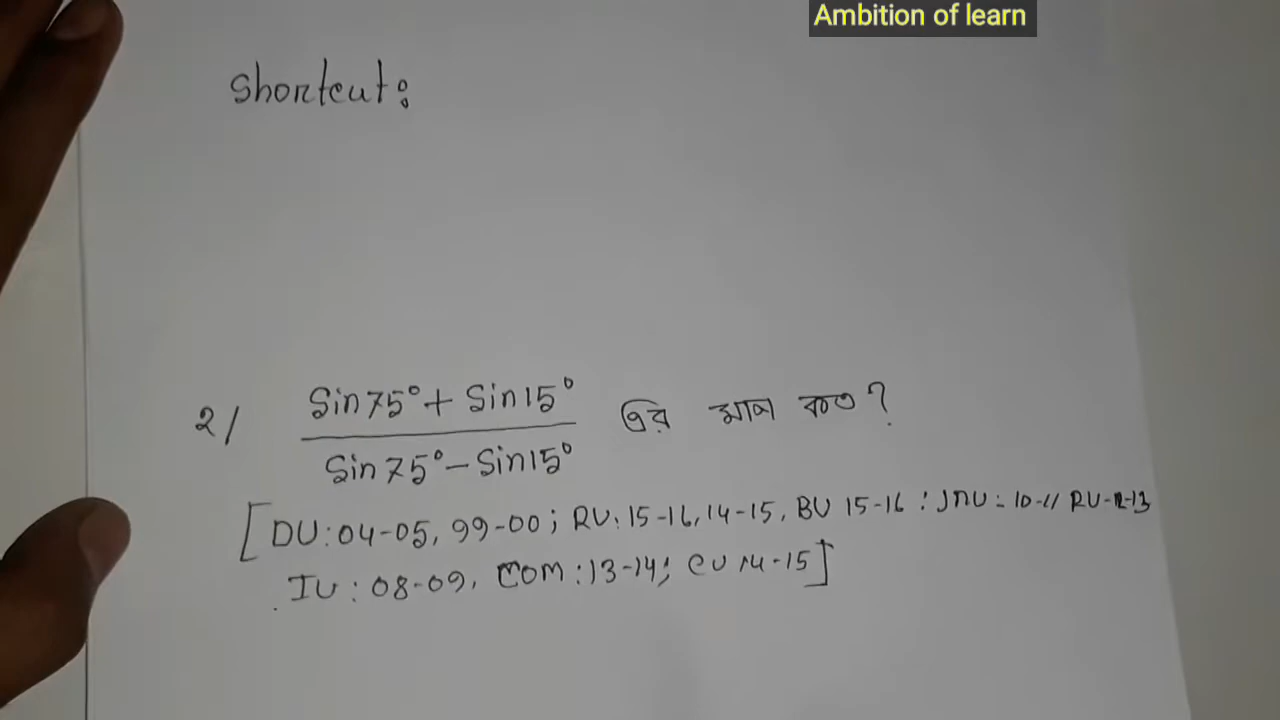 Ambition of learn
Shortcut:
2/ Sin75° + Sin15° / Sin75° - Sin15° এর মান কত?
[DU:04-05, 99-00; RU: 15-16, 14-15, BU 15-16: JnU: 10-11 RU-12-13
IU: 08-09, COM:13-14; CU 14-15]